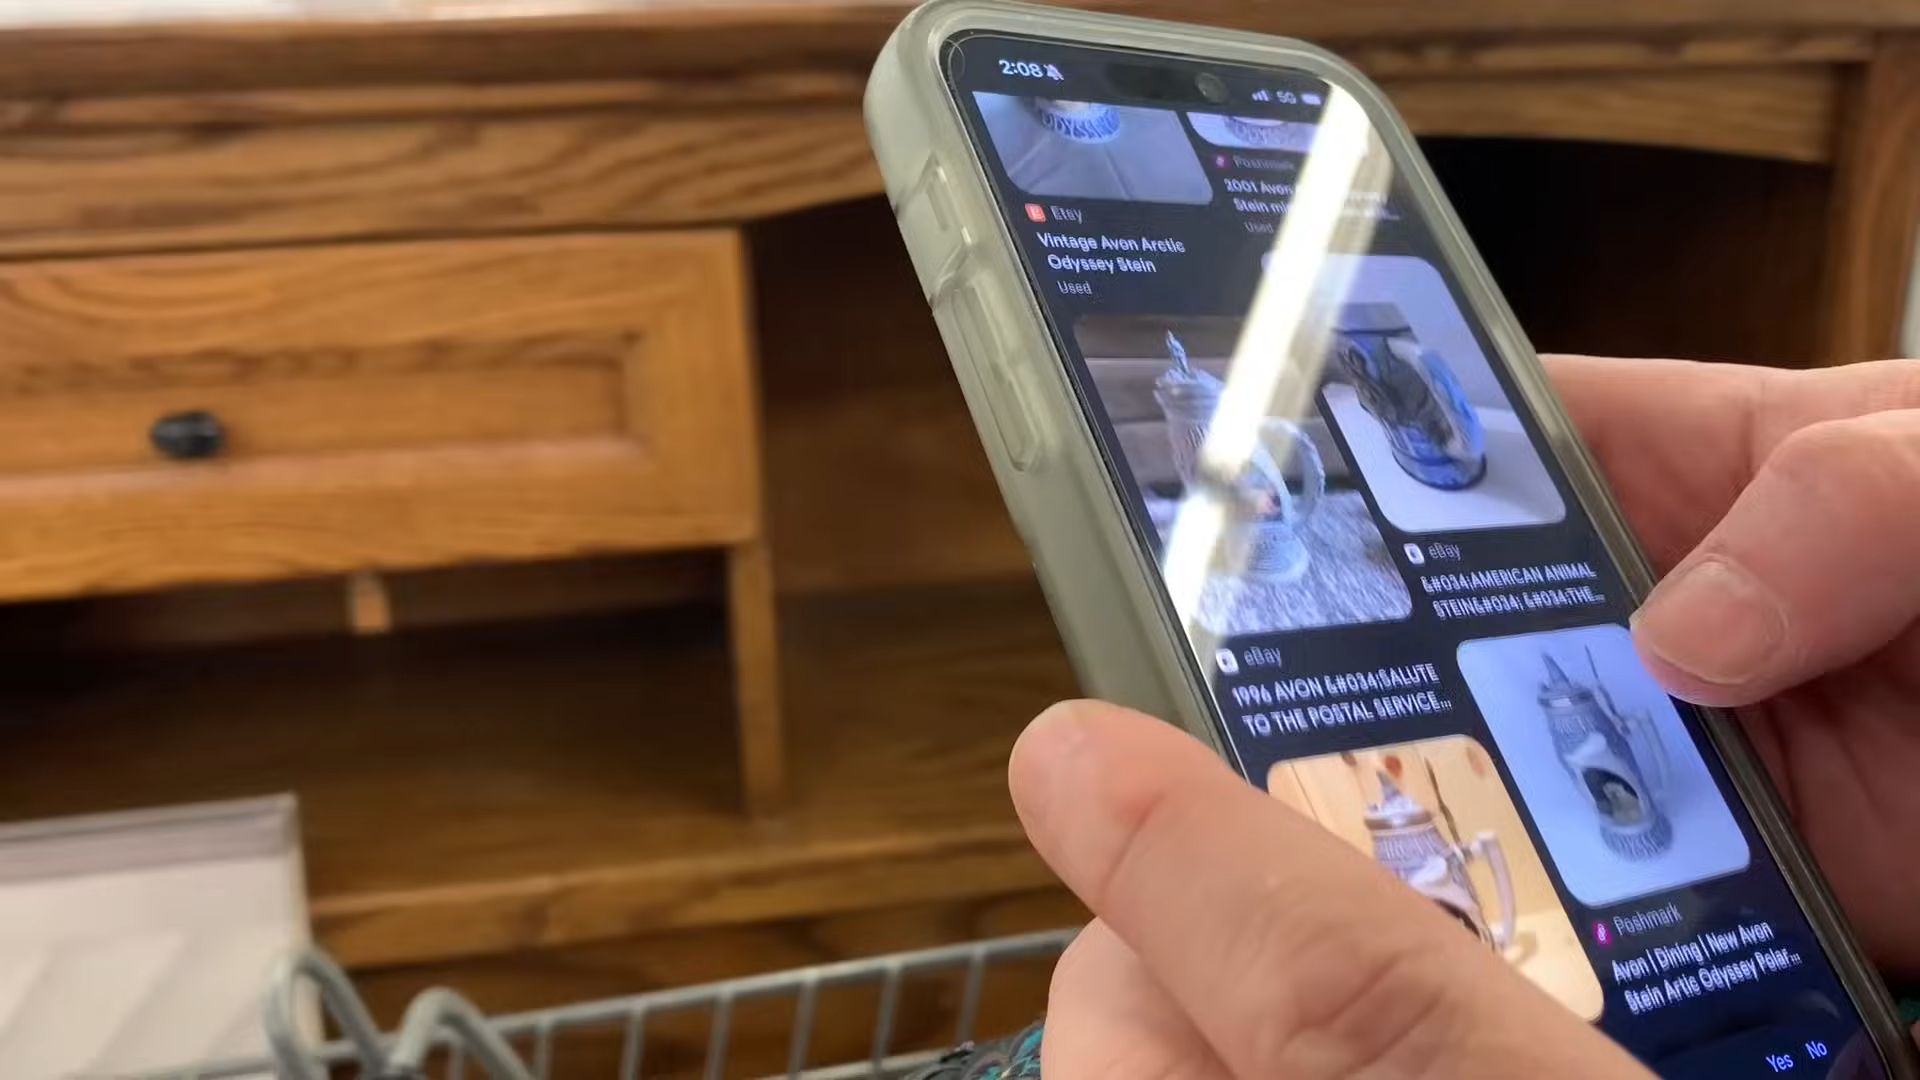 2:08
5G
ODYSSEY
Etsy
Vintage Avon Arctic
Odyssey Stein
Used
Poshmark
2001 Avon
Stein
Used
eBay
&#034;AMERICAN ANIMAL
STEIN&#034; &#034;THE...
eBay
1996 AVON &#034;SALUTE
TO THE POSTAL SERVICE...
Poshmark
Avon | Dining | New Avon
Stein Artic Odyssey Polar...
Yes No